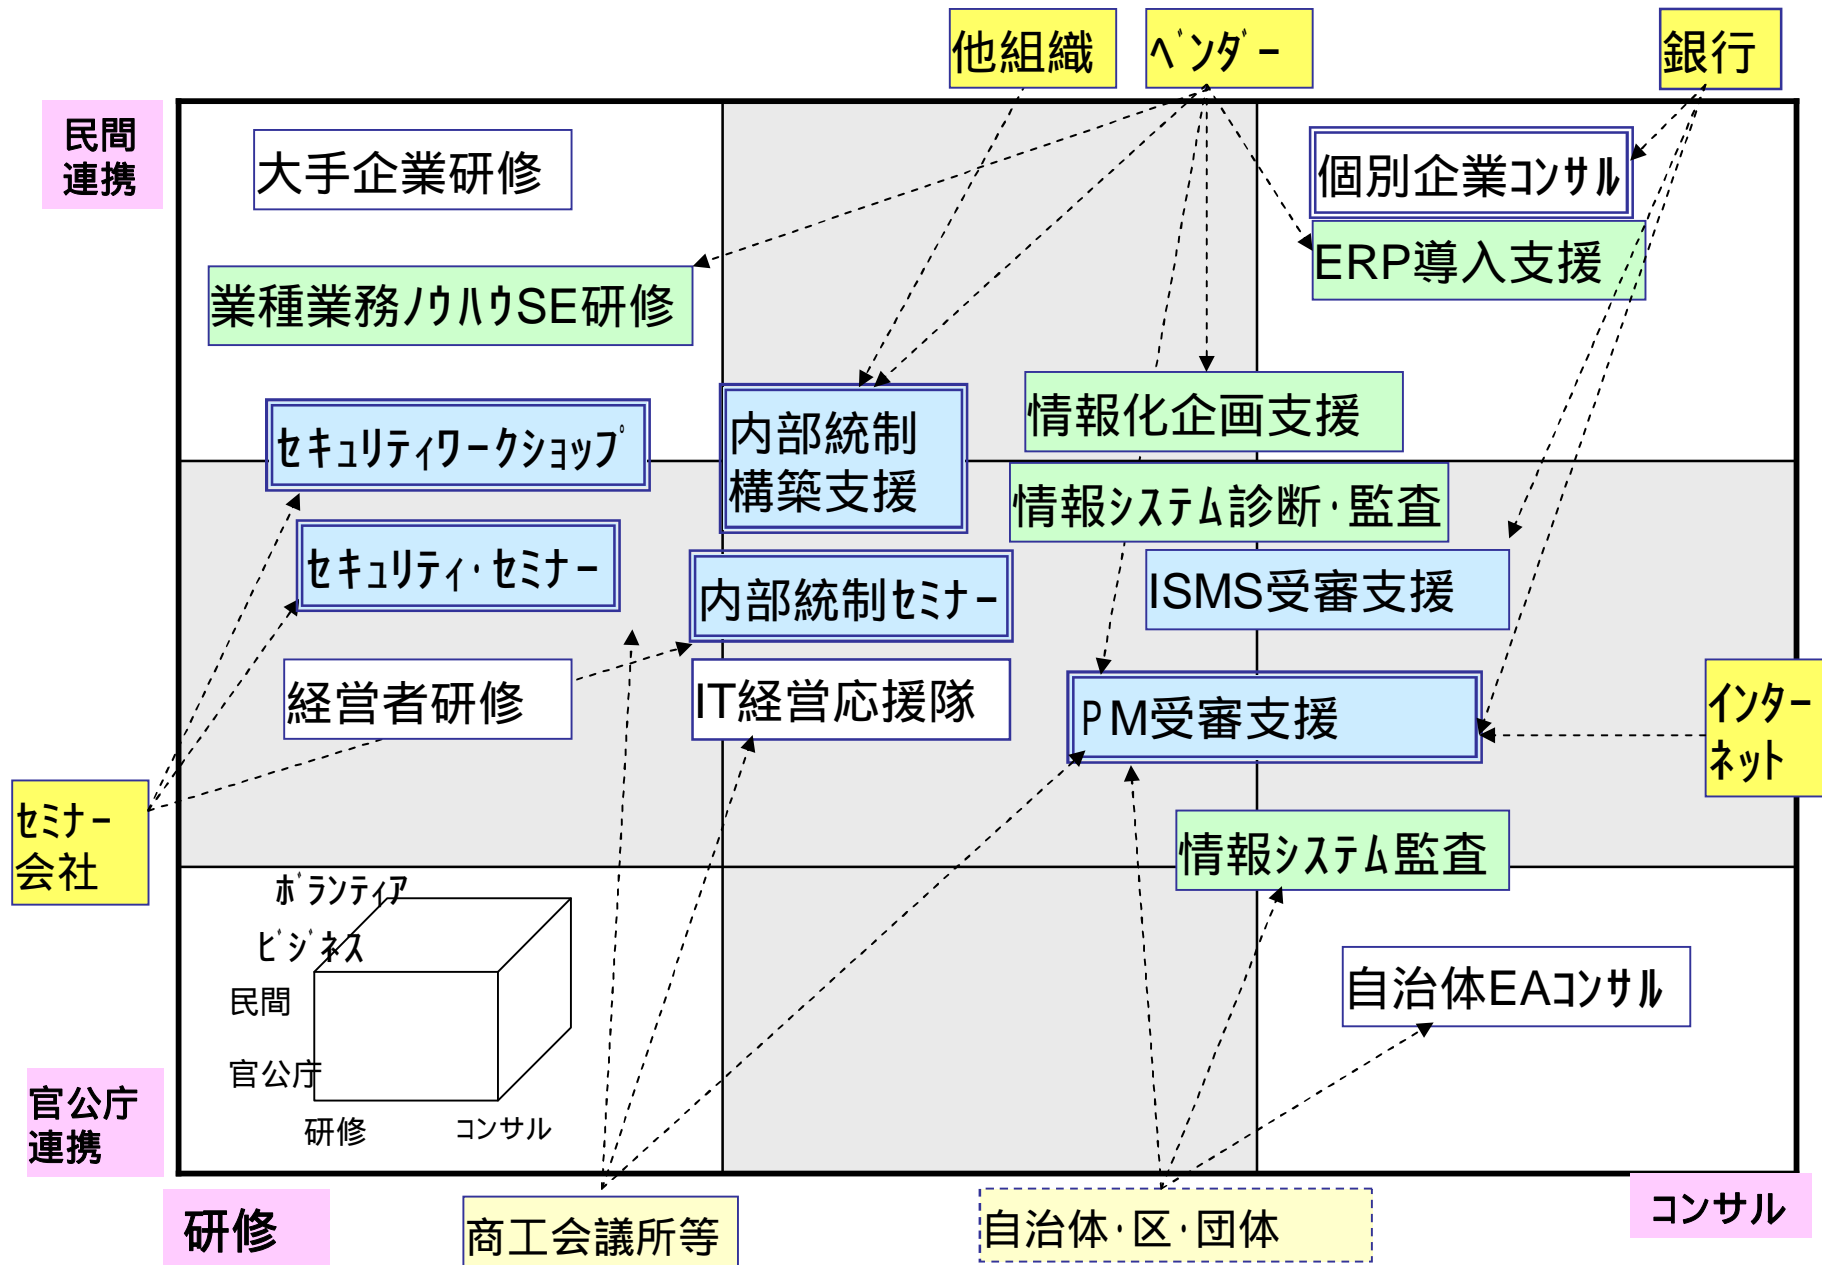 他組織
ﾍﾞﾝﾀﾞｰ
銀行
民間
連携
大手企業研修
個別企業ｺﾝｻﾙ
ERP導入支援
業種業務ﾉｳﾊｳSE研修
情報化企画支援
ｾｷｭﾘﾃｨﾜｰｸｼｮｯﾌﾟ
内部統制
構築支援
情報ｼｽﾃﾑ診断･監査
ｾｷｭﾘﾃｨ･ｾﾐﾅｰ
内部統制ｾﾐﾅｰ
ISMS受審支援
経営者研修
IT経営応援隊
ＰＭ受審支援
ｲﾝﾀｰ
ﾈｯﾄ
ｾﾐﾅｰ
会社
情報ｼｽﾃﾑ監査
ﾎﾞﾗﾝﾃｨｱ
ﾋﾞｼﾞﾈｽ
民間
官公庁
研修
ｺﾝｻﾙ
自治体EAｺﾝｻﾙ
官公庁
連携
研修
商工会議所等
自治体･区･団体
ｺﾝｻﾙ